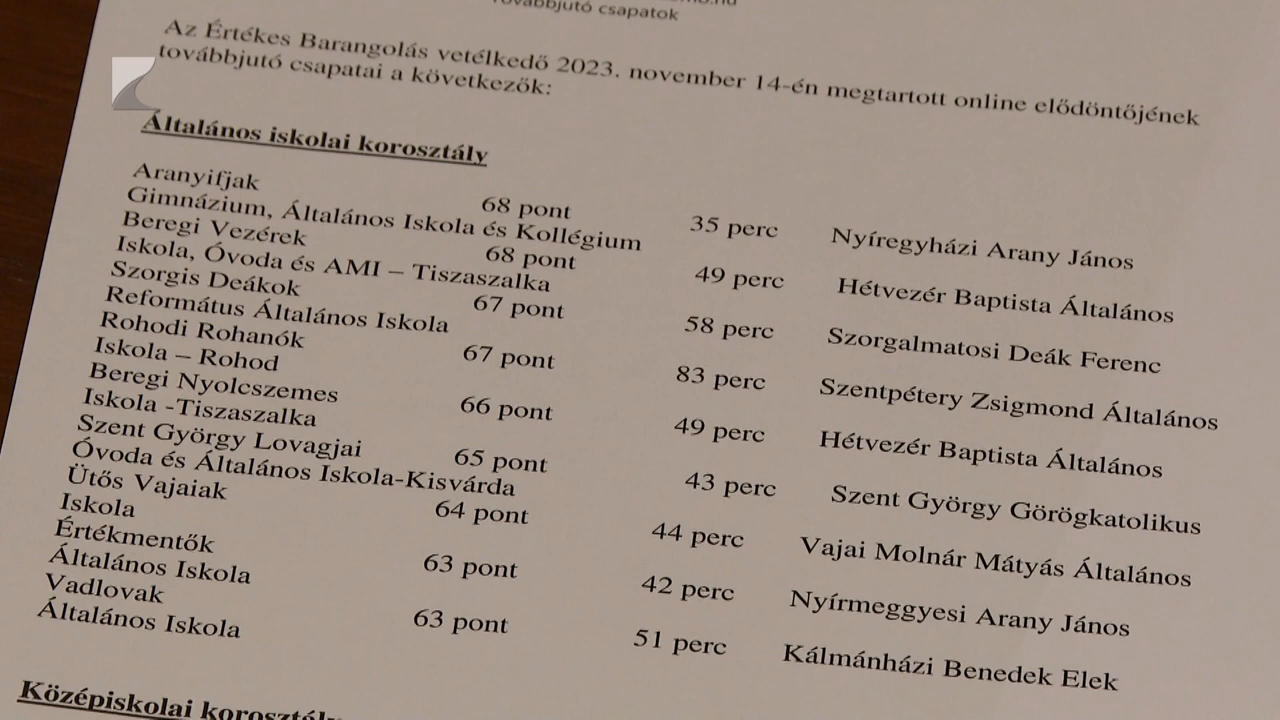 Továbbjutó csapatok
Az Értékes Barangolás vetélkedő 2023. november 14-én megtartott online elődöntőjének
továbbjutó csapatai a következők:
Általános iskolai korosztály
Aranyifjak 68 pont 35 perc Nyíregyházi Arany János
Gimnázium, Általános Iskola és Kollégium
Beregi Vezérek 68 pont 49 perc Hétvezér Baptista Általános
Iskola, Óvoda és AMI – Tiszaszalka
Szorgis Deákok 67 pont 58 perc Szorgalmatosi Deák Ferenc
Református Általános Iskola
Rohodi Rohanók 67 pont 83 perc Szentpétery Zsigmond Általános
Iskola – Rohod
Beregi Nyolcszemes 66 pont 49 perc Hétvezér Baptista Általános
Iskola -Tiszaszalka
Szent György Lovagjai 65 pont 43 perc Szent György Görögkatolikus
Óvoda és Általános Iskola-Kisvárda
Ütős Vajaiak 64 pont 44 perc Vajai Molnár Mátyás Általános
Iskola
Értékmentők 63 pont 42 perc Nyírmeggyesi Arany János
Általános Iskola
Vadlovak 63 pont 51 perc Kálmánházi Benedek Elek
Általános Iskola
Középiskolai korosztály